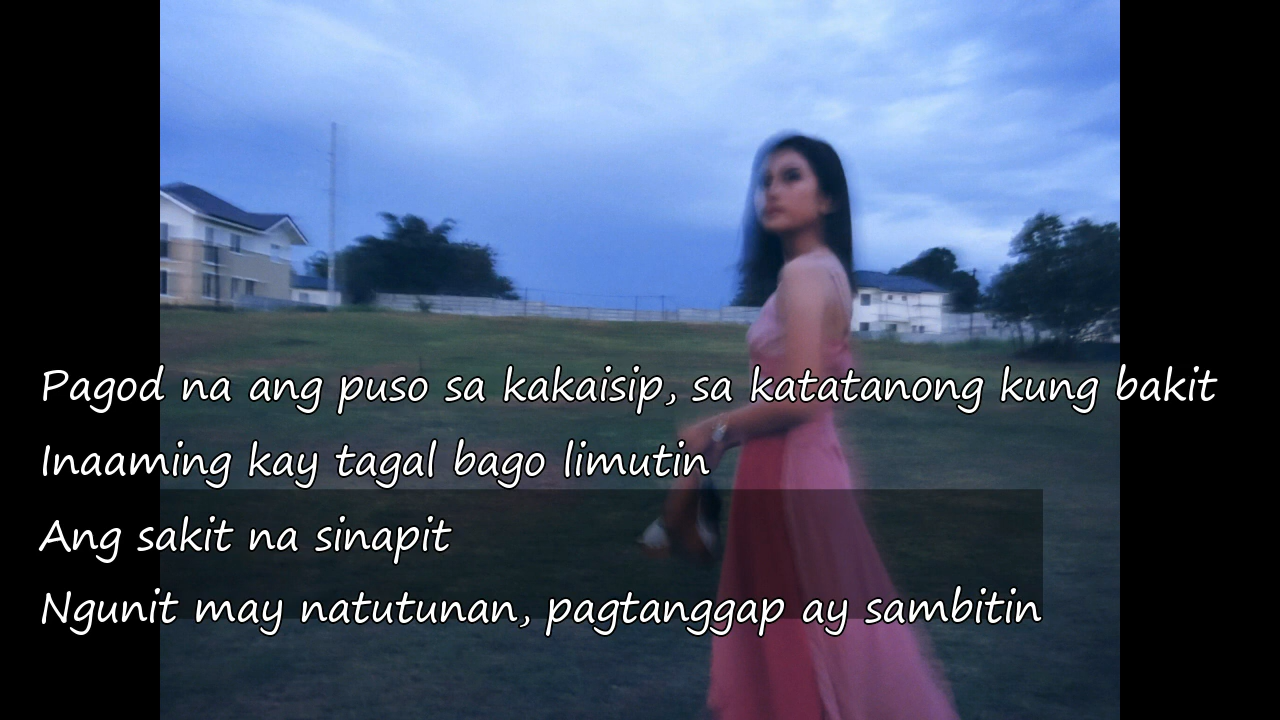 Pagod na ang puso sa kakaisip, sa katatanong kung bakit
Inaaming kay tagal bago limutin
Ang sakit na sinapit
Ngunit may natutunan, pagtanggap ay sambitin